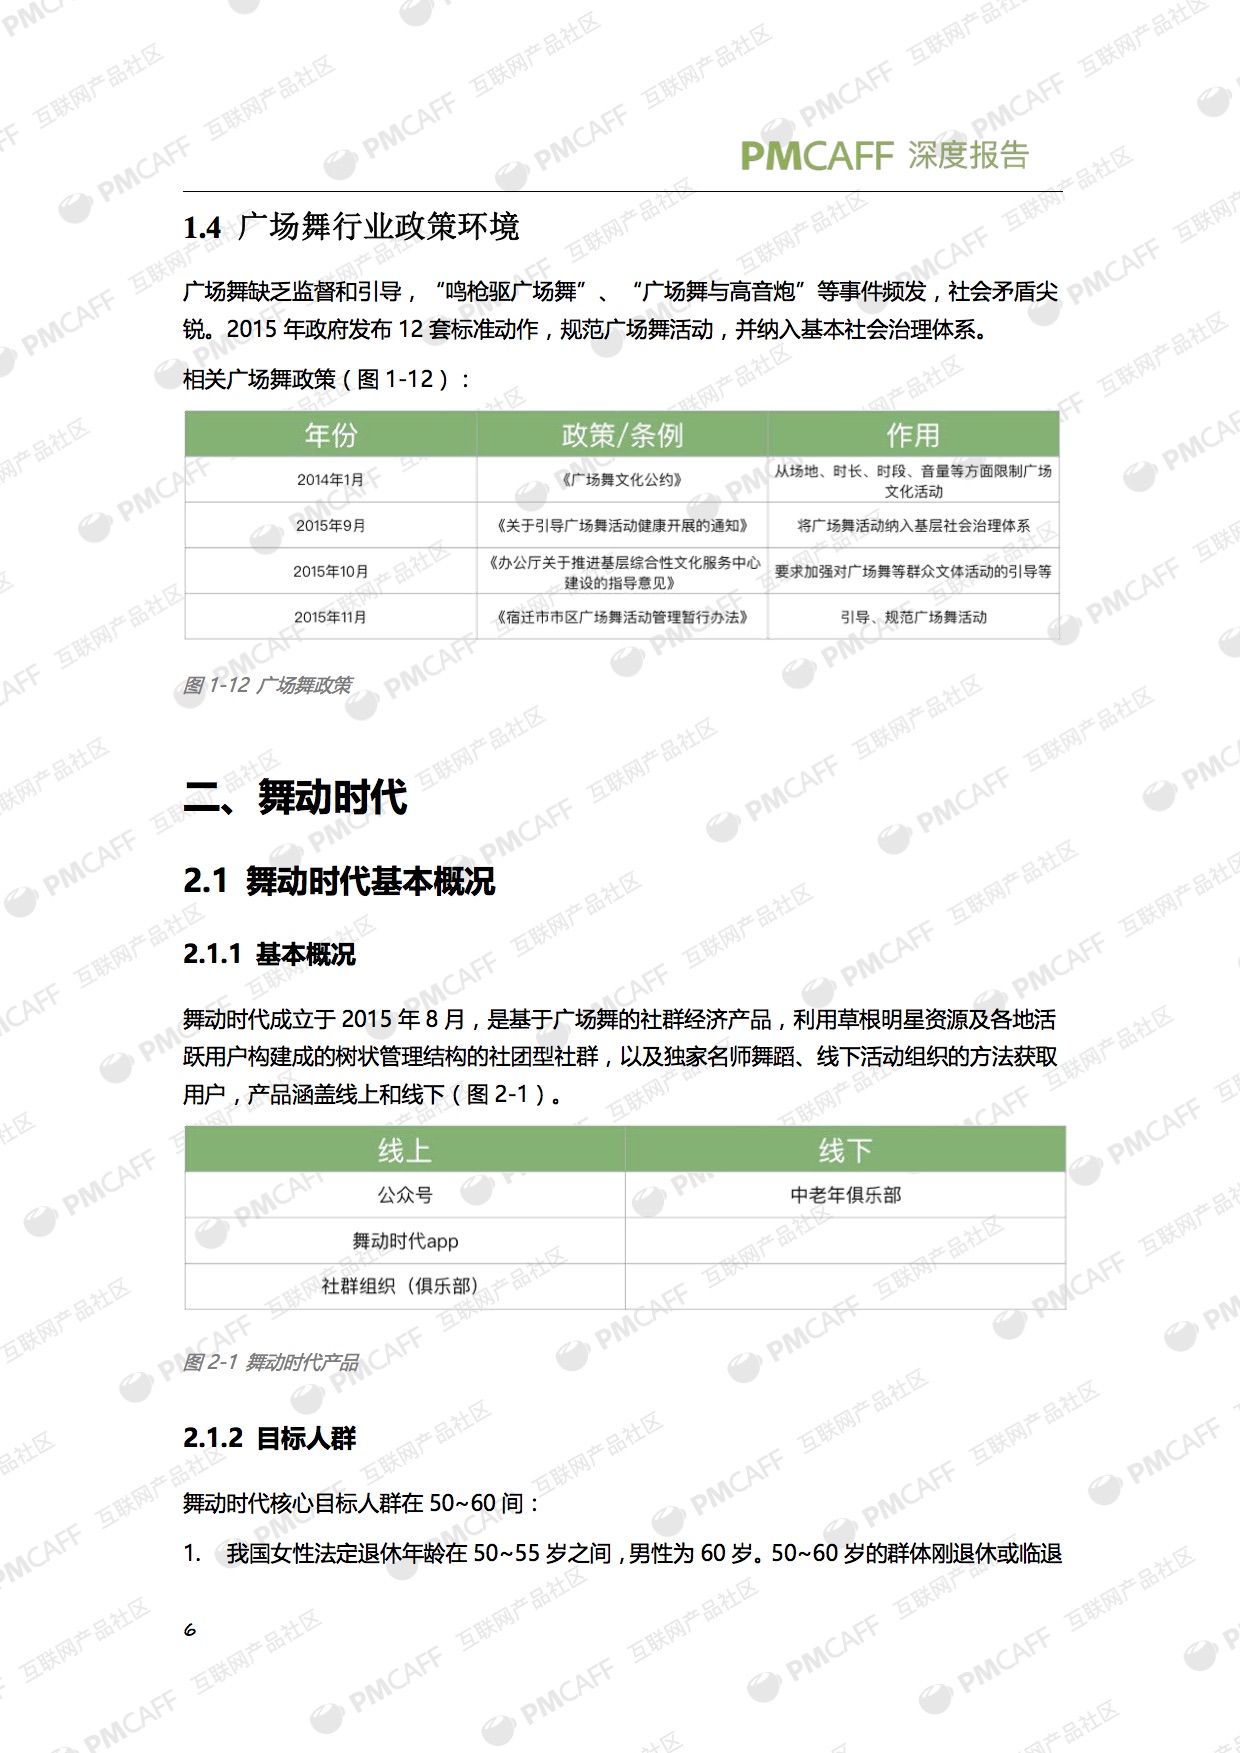 PMCAFF 深度报告
1.4 广场舞行业政策环境
广场舞缺乏监督和引导，“鸣枪驱广场舞”、“广场舞与高音炮”等事件频发，社会矛盾尖
锐。2015 年政府发布 12 套标准动作，规范广场舞活动，并纳入基本社会治理体系。
相关广场舞政策（图 1-12）：
年份 政策/条例 作用
2014年1月 《广场舞文化公约》 从场地、时长、时段、音量等方面限制广场
文化活动
2015年9月 《关于引导广场舞活动健康开展的通知》 将广场舞活动纳入基层社会治理体系
2015年10月 《办公厅关于推进基层综合性文化服务中心
建设的指导意见》 要求加强对广场舞等群众文体活动的引导等
2015年11月 《宿迁市市区广场舞活动管理暂行办法》 引导、规范广场舞活动
图 1-12 广场舞政策
二、舞动时代
2.1 舞动时代基本概况
2.1.1 基本概况
舞动时代成立于 2015 年 8 月，是基于广场舞的社群经济产品，利用草根明星资源及各地活
跃用户构建成的树状管理结构的社团型社群，以及独家名师舞蹈、线下活动组织的方法获取
用户，产品涵盖线上和线下（图 2-1）。
线上 线下
公众号 中老年俱乐部
舞动时代app
社群组织（俱乐部）
图 2-1 舞动时代产品
2.1.2 目标人群
舞动时代核心目标人群在 50~60 间：
1. 我国女性法定退休年龄在 50~55 岁之间，男性为 60 岁。50~60 岁的群体刚退休或临退
6
PMCAFF 互联网产品社区